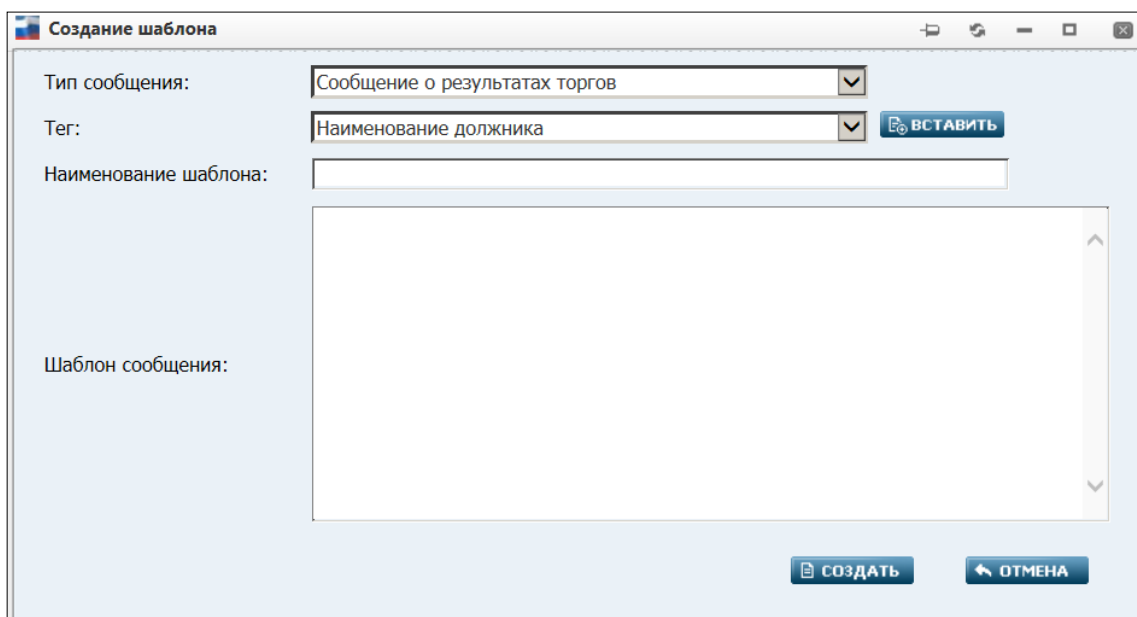 Создание шаблона
Тип сообщения: Сообщение о результатах торгов
Тег: Наименование должника ВСТАВИТЬ
Наименование шаблона:
Шаблон сообщения:
СОЗДАТЬ ОТМЕНА